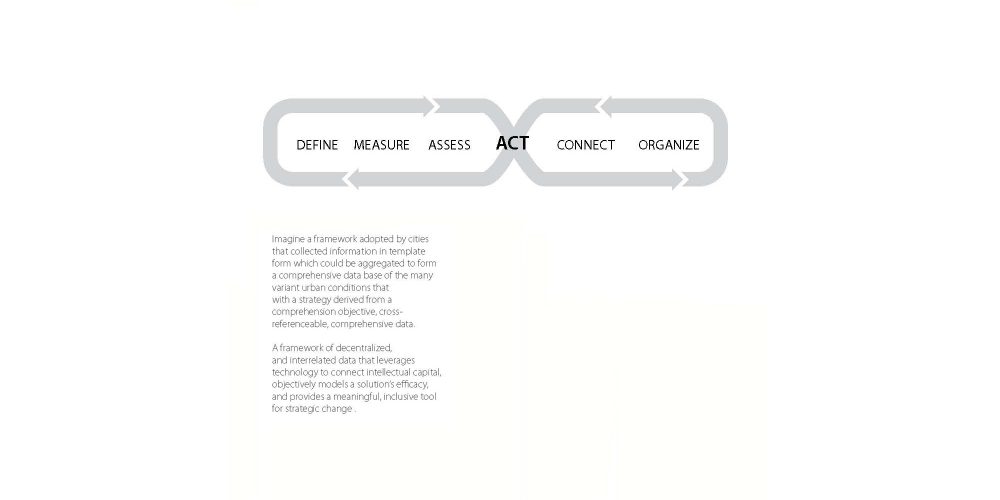 DEFINE MEASURE ASSESS ACT CONNECT ORGANIZE
Imagine a framework adopted by cities
that collected information in template
form which could be aggregated to form
a comprehensive data base of the many
variant urban conditions that
with a strategy derived from a
comprehension objective, cross-
referenceable, comprehensive data.
A framework of decentralized,
and interrelated data that leverages
technology to connect intellectual capital,
objectively models a solution's efficacy,
and provides a meaningful, inclusive tool
for strategic change .